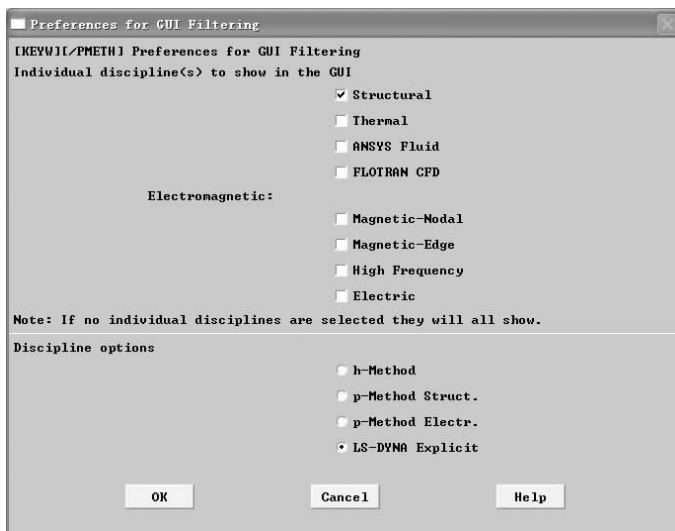 Preferences for GUI Filtering
[KEYW][/PMETH] Preferences for GUI Filtering
Individual discipline(s) to show in the GUI
Structural
Thermal
ANSYS Fluid
FLOTRAN CFD
Electromagnetic:
Magnetic-Nodal
Magnetic-Edge
High Frequency
Electric
Note: If no individual disciplines are selected they will all show.
Discipline options
h-Method
p-Method Struct.
p-Method Electr.
LS-DYNA Explicit
OK Cancel Help